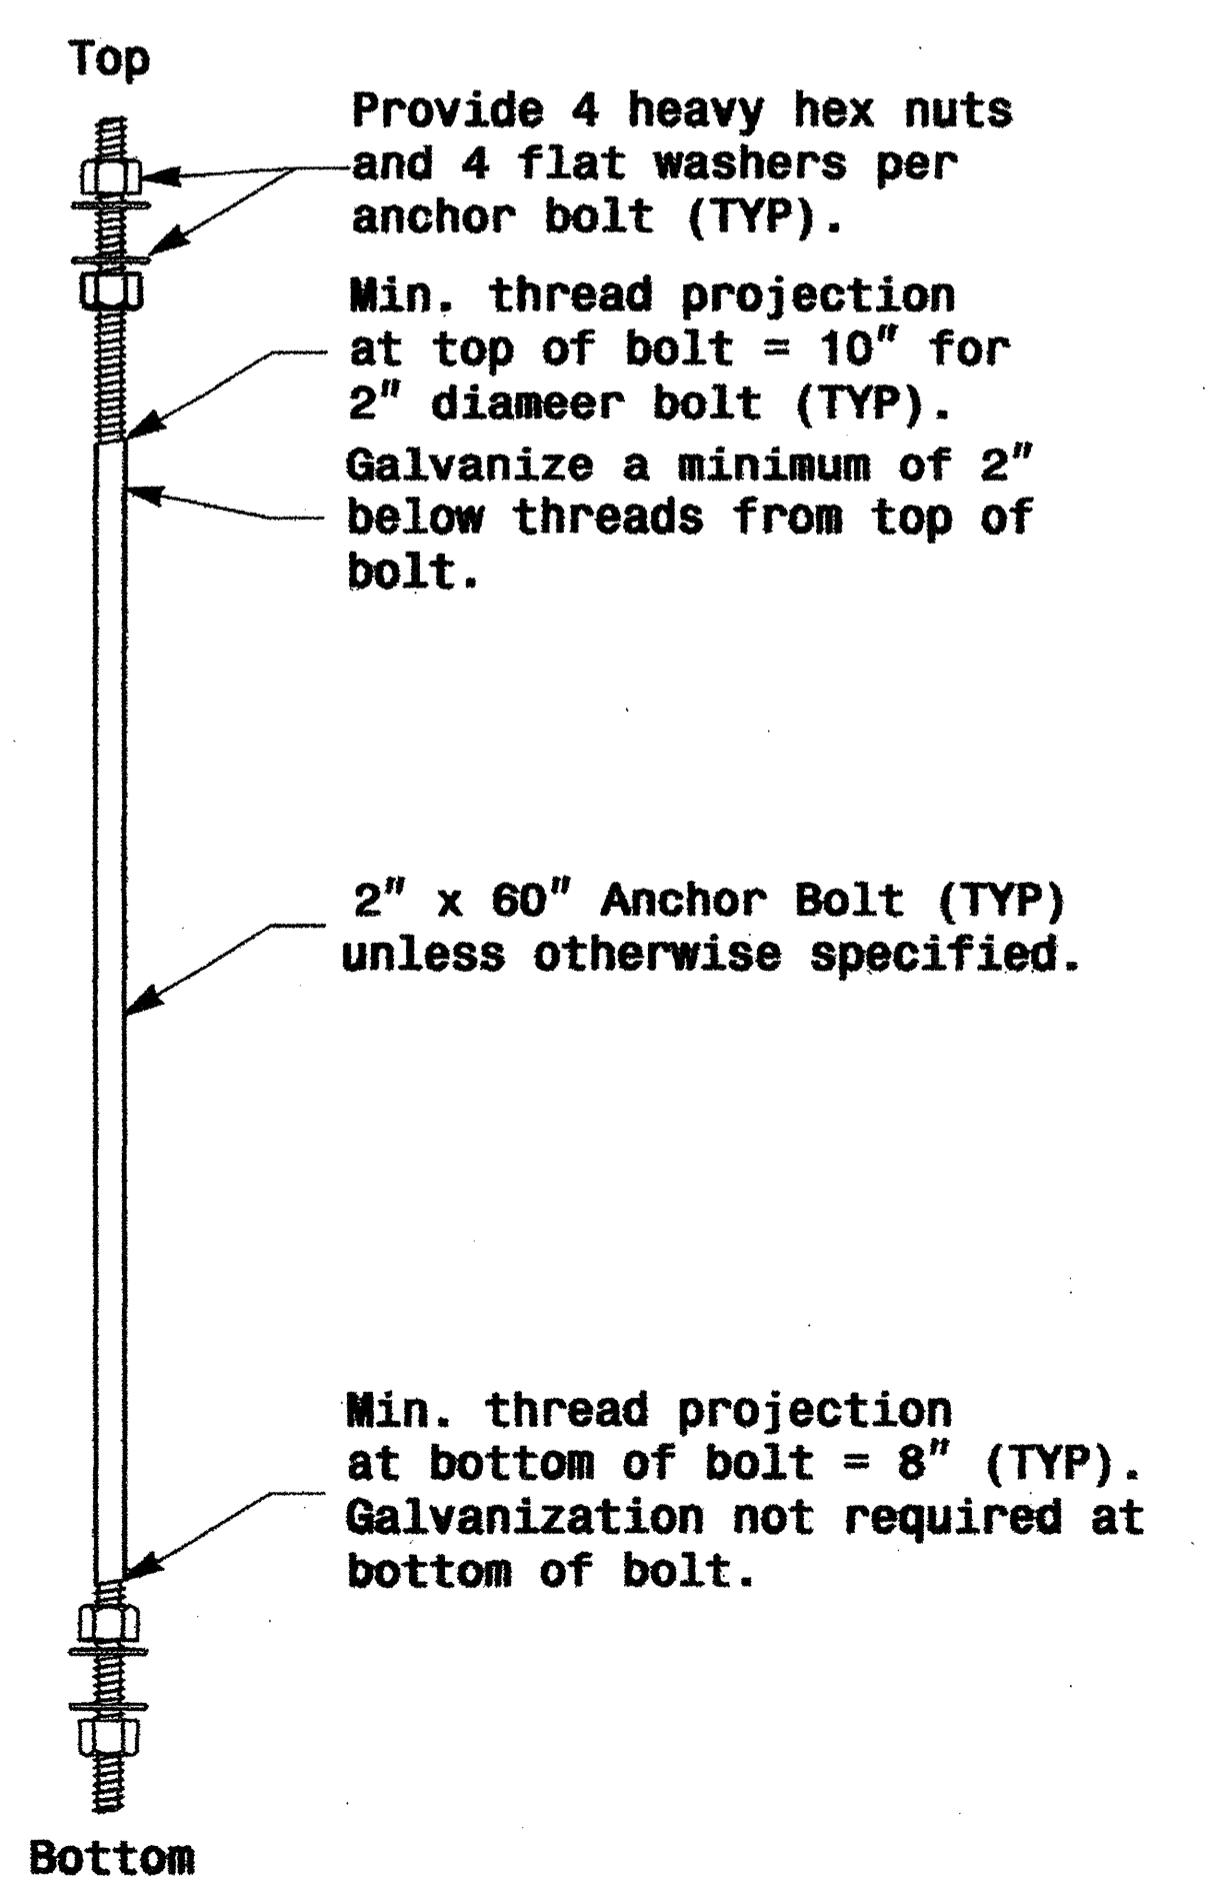 Top
Provide 4 heavy hex nuts
and 4 flat washers per
anchor bolt (TYP).
Min. thread projection
at top of bolt = 10" for
2" diameer bolt (TYP).
Galvanize a minimum of 2"
below threads from top of
bolt.
2" x 60" Anchor Bolt (TYP)
unless otherwise specified.
Min. thread projection
at bottom of bolt = 8" (TYP).
Galvanization not required at
bottom of bolt.
Bottom